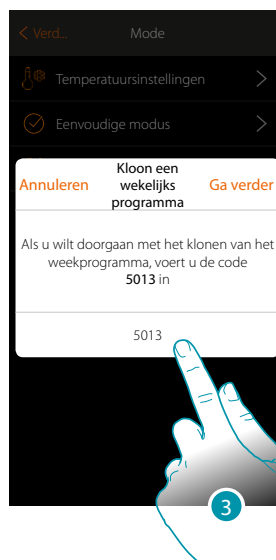 < Verd... Mode
Temperatuursinstellingen >
Eenvoudige modus >
Annuleren Kloon een wekelijks programma Ga verder
Als u wilt doorgaan met het klonen van het
weekprogramma, voert u de code
5013 in
5013
3